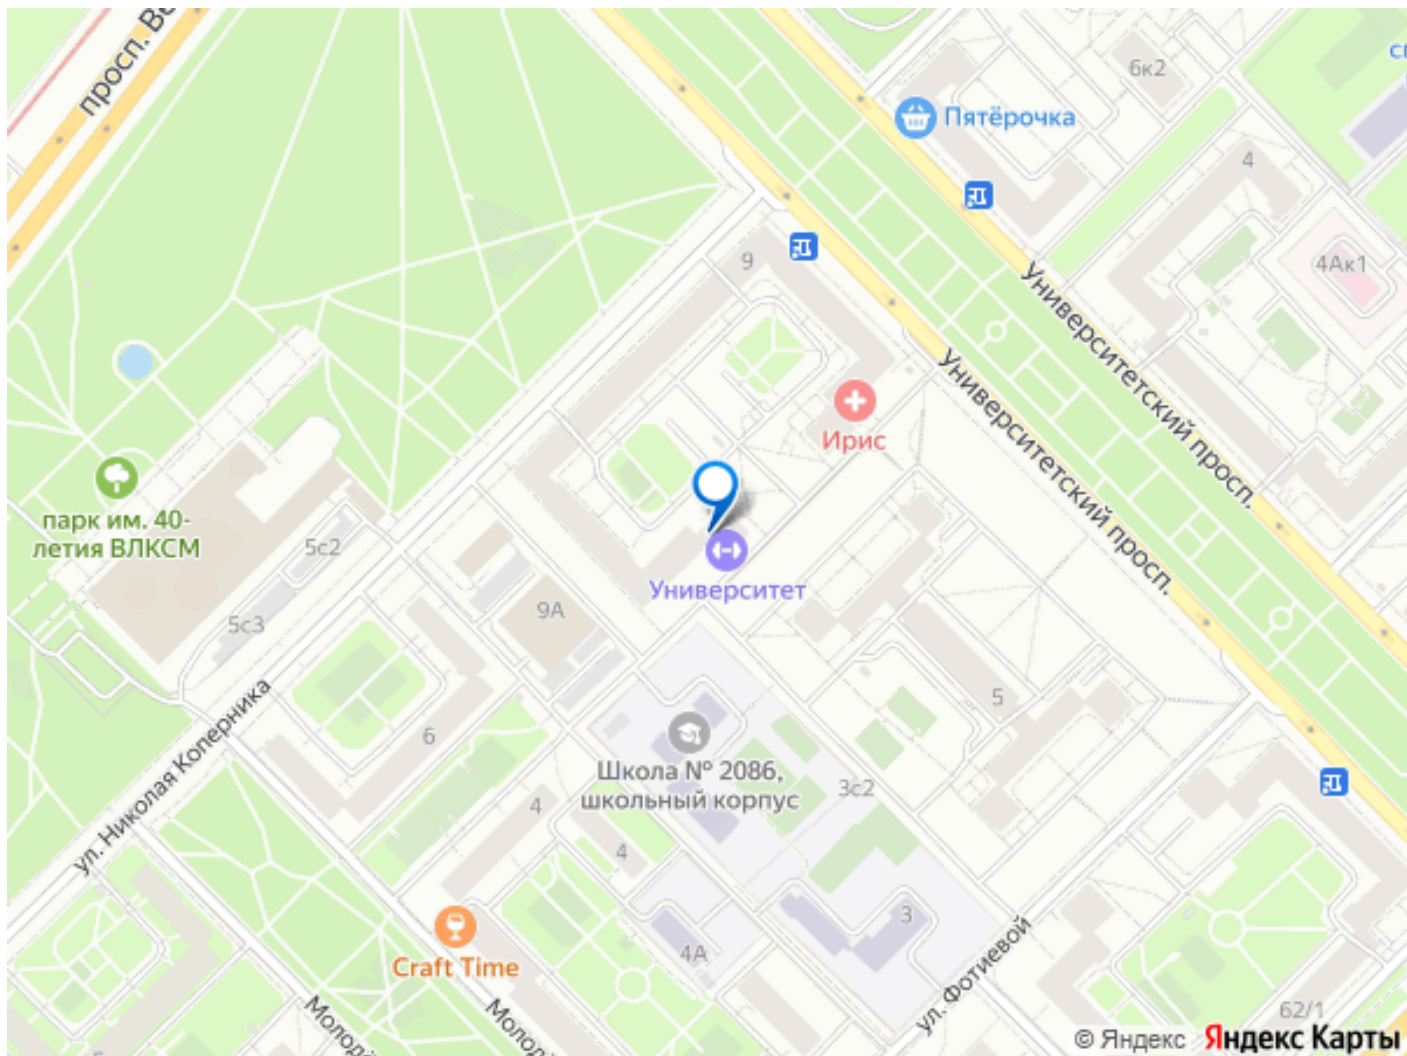 просп. Ве
6к2
Пятёрочка
4
4Ак1
9
Университетский просп.
Университетский просп.
Ирис
парк им. 40-
летия ВЛКСМ
5с2
5с3
9А
Университет
5
6
ул. Николая Коперника
Школа № 2086,
школьный корпус
3с2
4
4
3
4А
Craft Time
ул. Фотиевой
62/1
© Яндекс Яндекс Карты